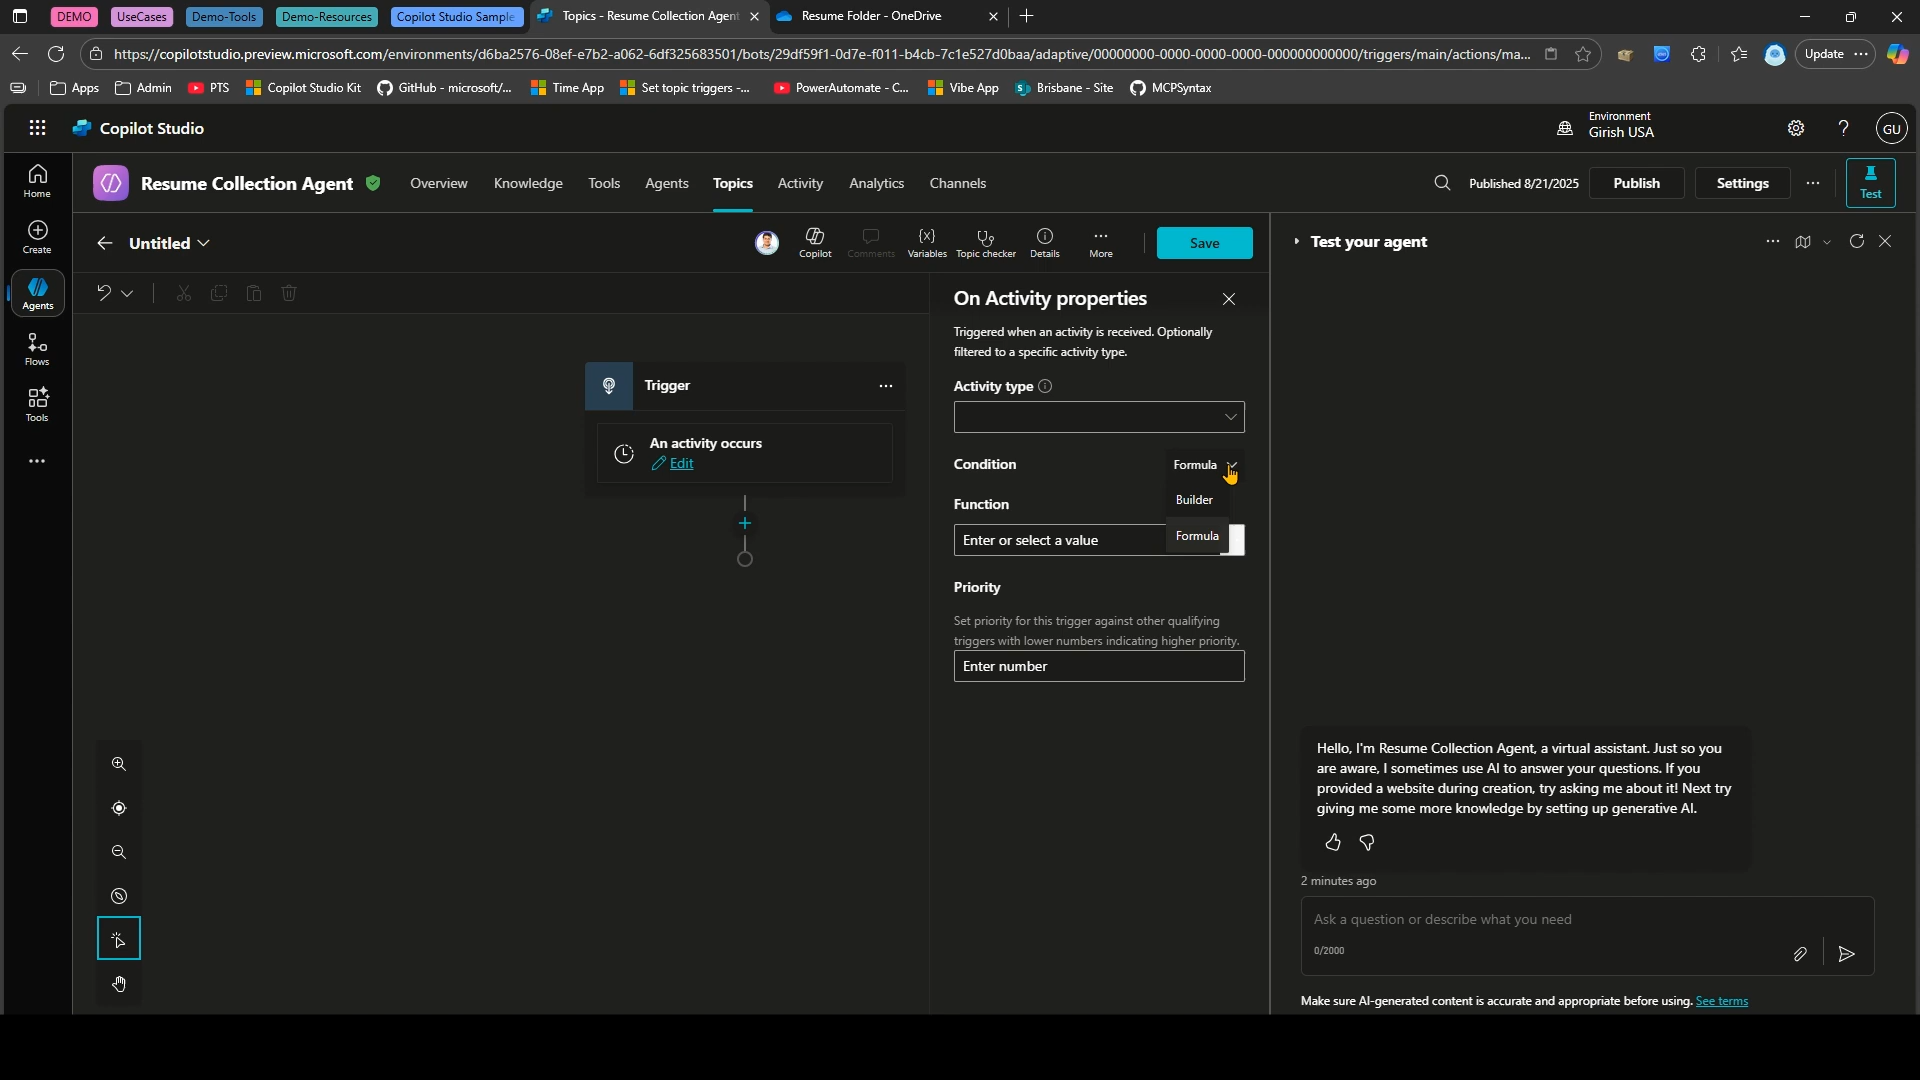 DEMO
UseCases
Demo-Tools
Demo-Resources
Copilot Studio Sample
Topics - Resume Collection Agent
Resume Folder - OneDrive
https://copilotstudio.preview.microsoft.com/environments/d6ba2576-08ef-e7b2-a062-6df325683501/bots/29df59f1-0d7e-f011-b4cb-7c1e527d0baa/adaptive/00000000-0000-0000-0000-000000000000/triggers/main/actions/ma...
Update
Apps
Admin
PTS
Copilot Studio Kit
GitHub - microsoft/...
Time App
Set topic triggers -...
PowerAutomate - C...
Vibe App
Brisbane - Site
MCPSyntax
Copilot Studio
Environment
Girish USA
GU
Home
Create
Agents
Flows
Tools
Resume Collection Agent
Overview
Knowledge
Tools
Agents
Topics
Activity
Analytics
Channels
Published 8/21/2025
Publish
Settings
Test
Untitled
Copilot
Comments
Variables
Topic checker
Details
More
Save
Trigger
An activity occurs
Edit
On Activity properties
Triggered when an activity is received. Optionally
filtered to a specific activity type.
Activity type
Condition
Formula
Builder
Formula
Function
Enter or select a value
Priority
Set priority for this trigger against other qualifying
triggers with lower numbers indicating higher priority.
Enter number
Test your agent
Hello, I'm Resume Collection Agent, a virtual assistant. Just so you
are aware, I sometimes use AI to answer your questions. If you
provided a website during creation, try asking me about it! Next try
giving me some more knowledge by setting up generative AI.
2 minutes ago
Ask a question or describe what you need
0/2000
Make sure AI-generated content is accurate and appropriate before using. See terms